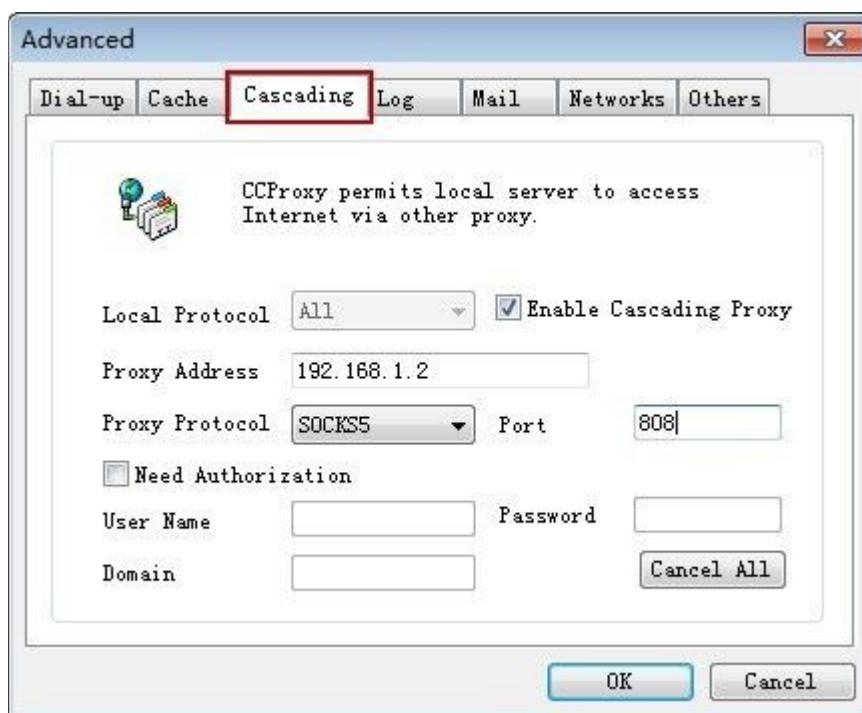 Advanced
Dial-up Cache Cascading Log Mail Networks Others
CCProxy permits local server to access
Internet via other proxy.
Local Protocol All Enable Cascading Proxy
Proxy Address 192.168.1.2
Proxy Protocol SOCKS5 Port 808
Need Authorization
User Name Password
Domain Cancel All
OK Cancel